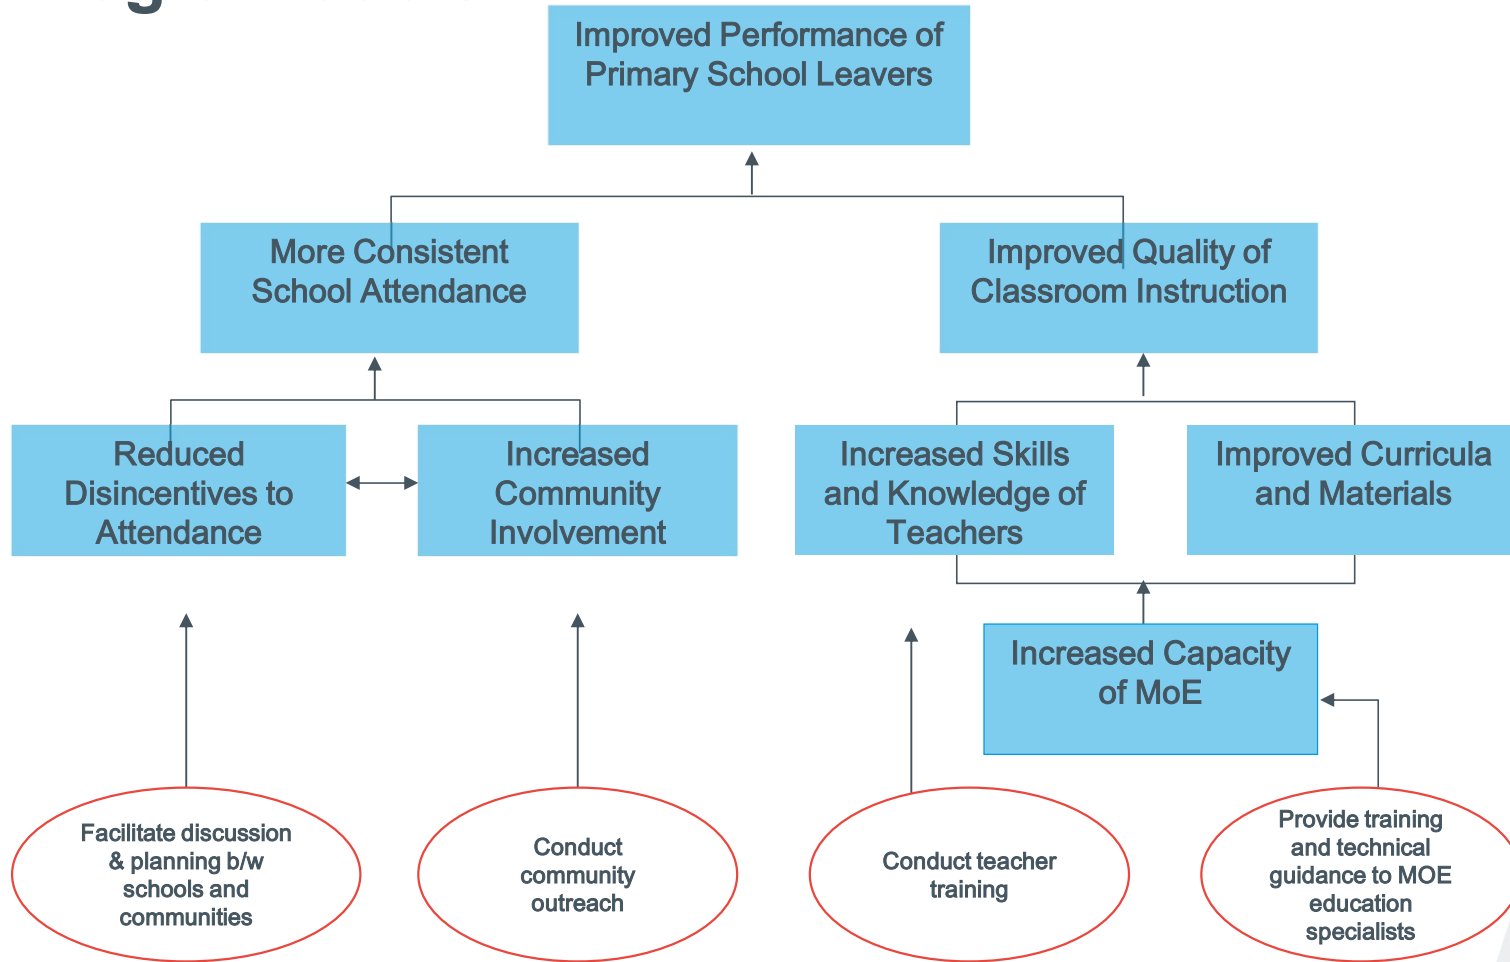 Improved Performance of
Primary School Leavers
More Consistent
School Attendance
Improved Quality of
Classroom Instruction
Reduced
Disincentives to
Attendance
Increased
Community
Involvement
Increased Skills
and Knowledge of
Teachers
Improved Curricula
and Materials
Increased Capacity
of MoE
Facilitate discussion
& planning b/w
schools and
communities
Conduct
community
outreach
Conduct teacher
training
Provide training
and technical
guidance to MOE
education
specialists